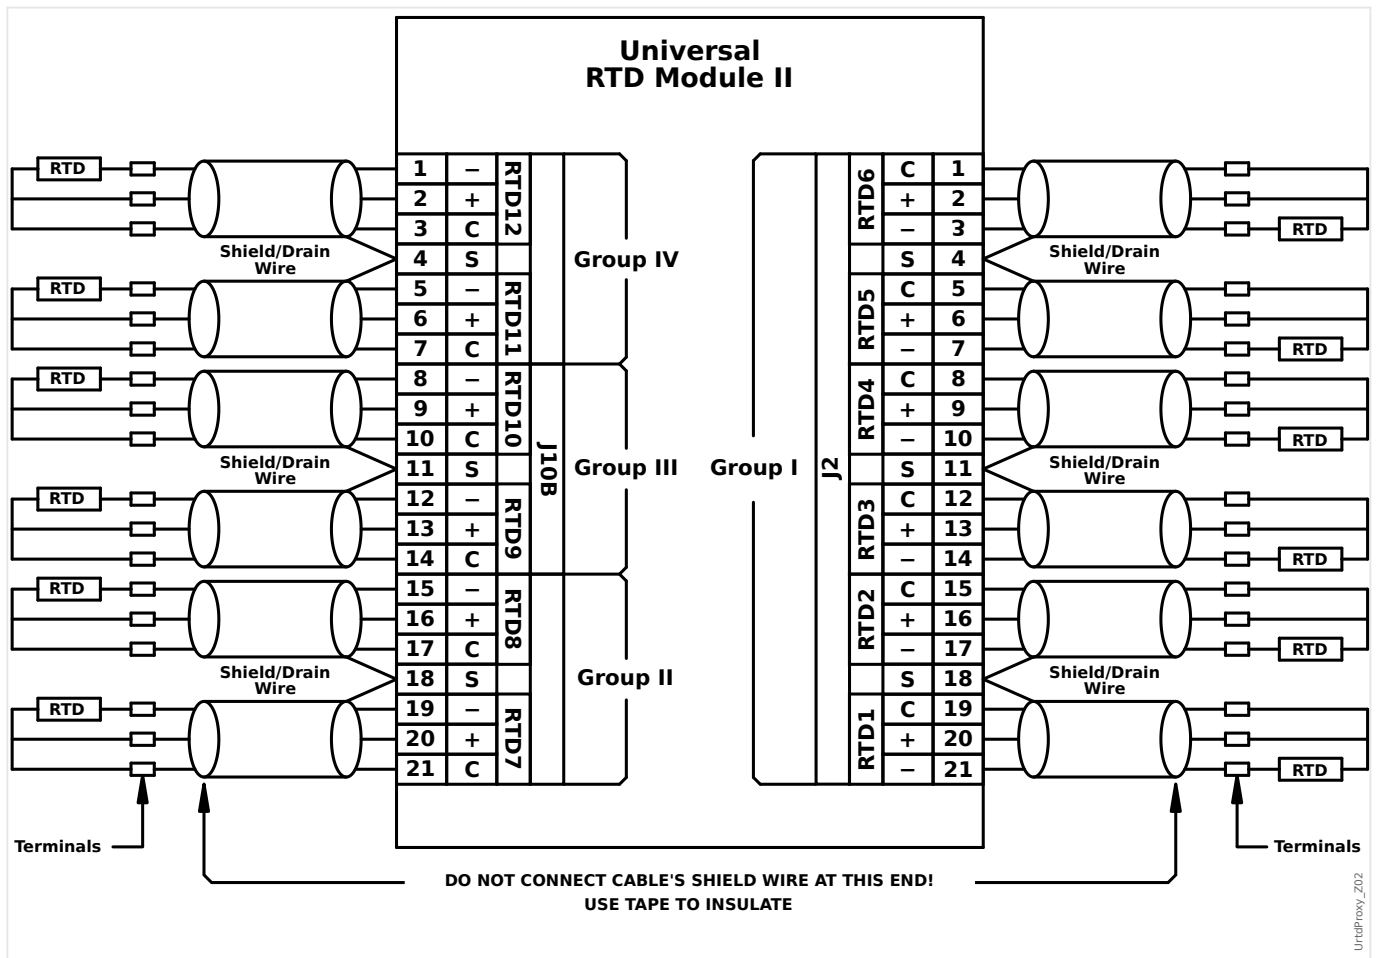 Universal
RTD Module II
RTD 1 − RTD12 RTD6 C 1
2 + + 2
3 C − 3 RTD
Shield/Drain
Wire
4 S Group IV S 4
Shield/Drain
Wire
RTD 5 − RTD11 RTD5 C 5
6 + + 6
7 C − 7 RTD
RTD 8 − RTD10 RTD4 C 8
9 + + 9
10 C − 10 RTD
Shield/Drain
Wire
11 S J10B Group III Group I J2 S 11
Shield/Drain
Wire
RTD 12 − RTD9 RTD3 C 12
13 + + 13
14 C − 14 RTD
RTD 15 − RTD8 RTD2 C 15
16 + + 16
17 C − 17 RTD
Shield/Drain
Wire
18 S Group II S 18
Shield/Drain
Wire
RTD 19 − RTD7 RTD1 C 19
20 + + 20
21 C − 21 RTD
Terminals
Terminals
DO NOT CONNECT CABLE'S SHIELD WIRE AT THIS END!
USE TAPE TO INSULATE
UrtdProxy_Z02